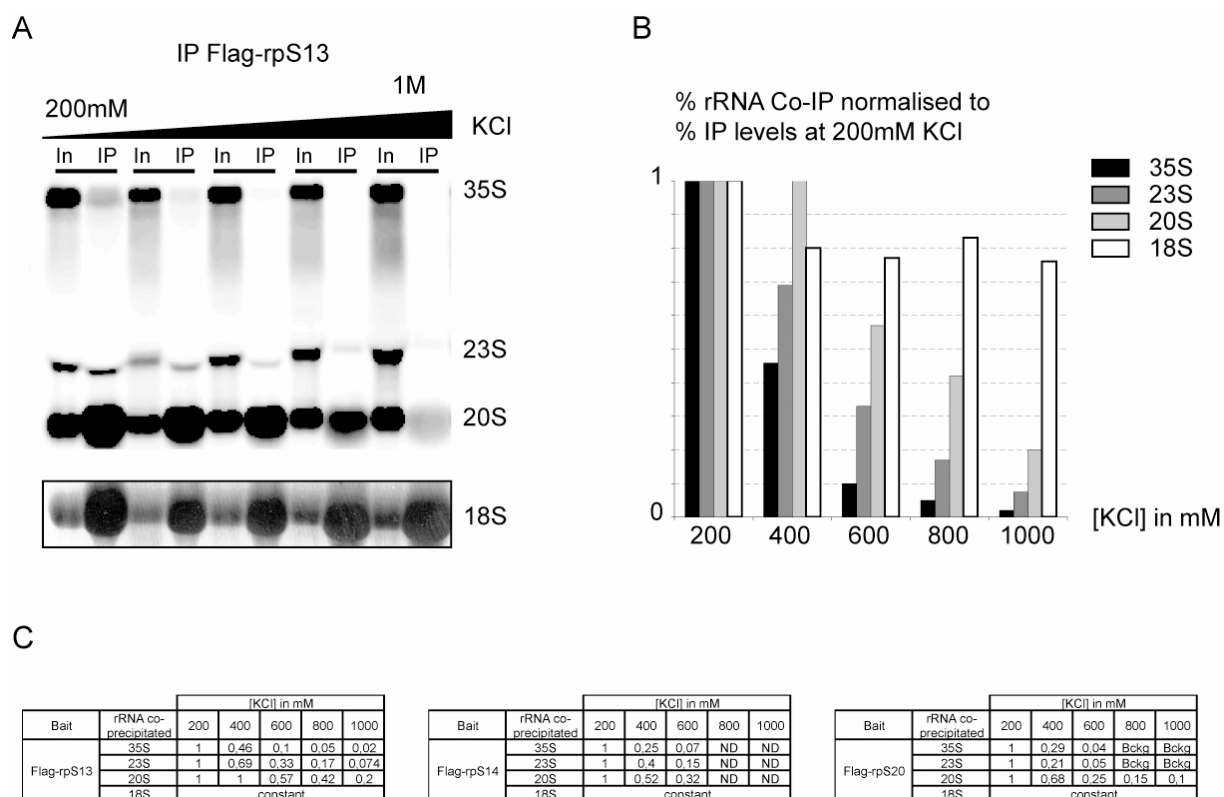 A
IP Flag-rpS13
200mM
1M
KCl
In IP In IP In IP In IP In IP
35S
23S
20S
18S
B
% rRNA Co-IP normalised to
% IP levels at 200mM KCl
1
0
35S
23S
20S
18S
200 400 600 800 1000
[KCl] in mM
C
[KCl] in mM
Bait rRNA co-precipitated 200 400 600 800 1000
Flag-rpS13
35S 1 0,46 0,1 0,05 0,02
23S 1 0,69 0,33 0,17 0,074
20S 1 1 0,57 0,42 0,2
18S constant
[KCl] in mM
Bait rRNA co-precipitated 200 400 600 800 1000
Flag-rpS14
35S 1 0,25 0,07 ND ND
23S 1 0,4 0,15 ND ND
20S 1 0,52 0,32 ND ND
18S constant
[KCl] in mM
Bait rRNA co-precipitated 200 400 600 800 1000
Flag-rpS20
35S 1 0,29 0,04 Bckg Bckg
23S 1 0,21 0,05 Bckg Bckg
20S 1 0,68 0,25 0,15 0,1
18S constant